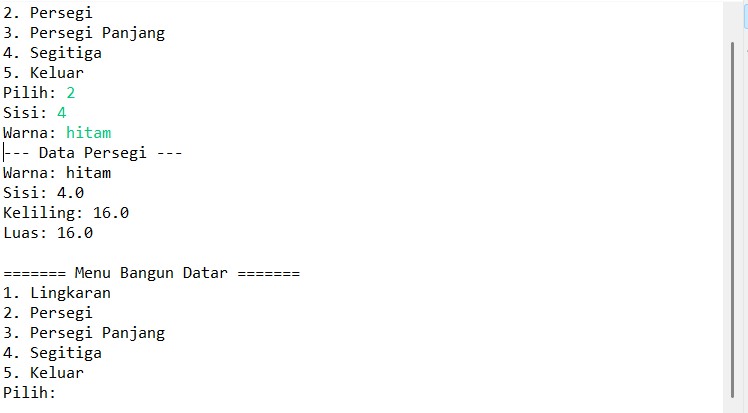 2. Persegi
3. Persegi Panjang
4. Segitiga
5. Keluar
Pilih: 2
Sisi: 4
Warna: hitam
--- Data Persegi ---
Warna: hitam
Sisi: 4.0
Keliling: 16.0
Luas: 16.0

======= Menu Bangun Datar =======
1. Lingkaran
2. Persegi
3. Persegi Panjang
4. Segitiga
5. Keluar
Pilih: